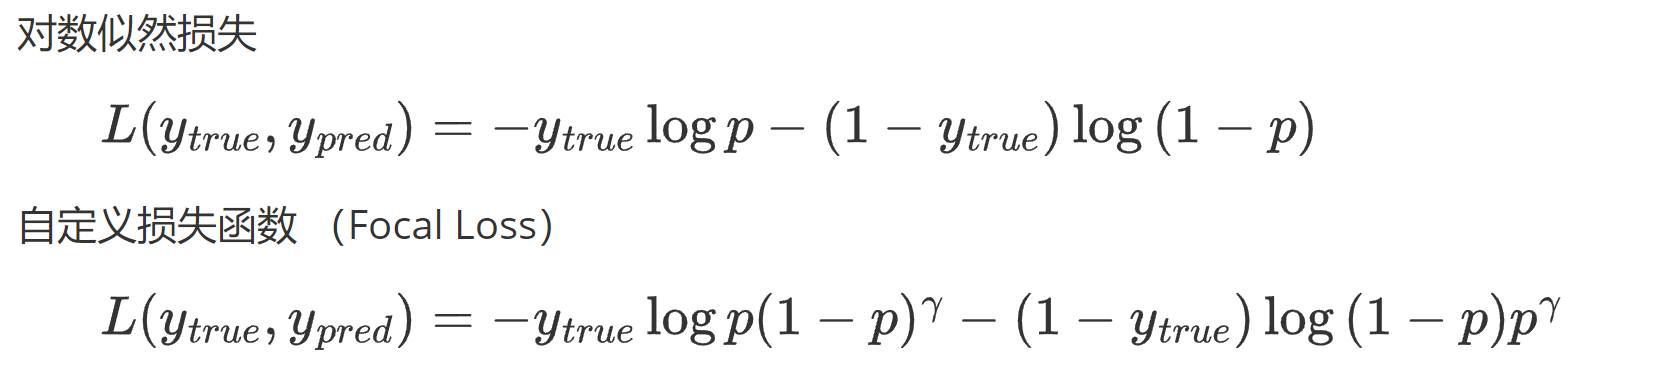 对数似然损失
L(y_{true}, y_{pred}) = −y_{true} log p − (1 − y_{true}) log (1 − p)
自定义损失函数 （Focal Loss）
L(y_{true}, y_{pred}) = −y_{true} log p(1 − p)^γ − (1 − y_{true}) log (1 − p)p^γ